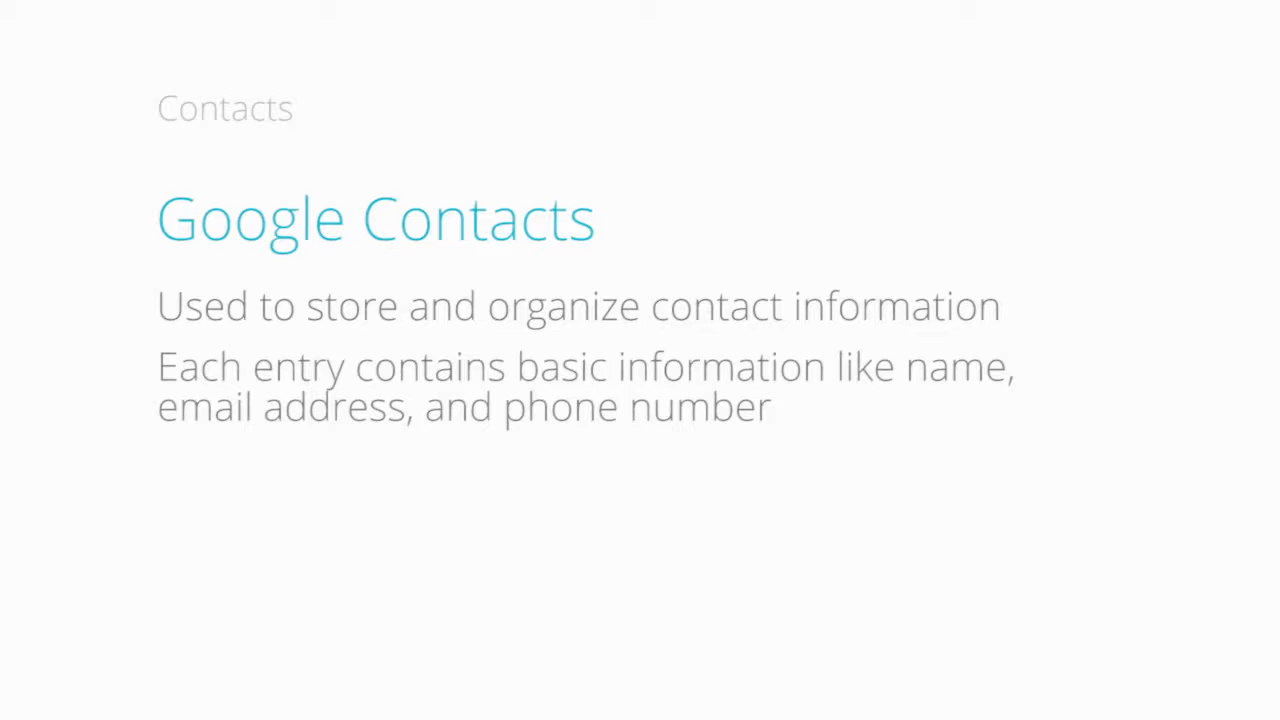 Contacts
Google Contacts
Used to store and organize contact information
Each entry contains basic information like name,
email address, and phone number